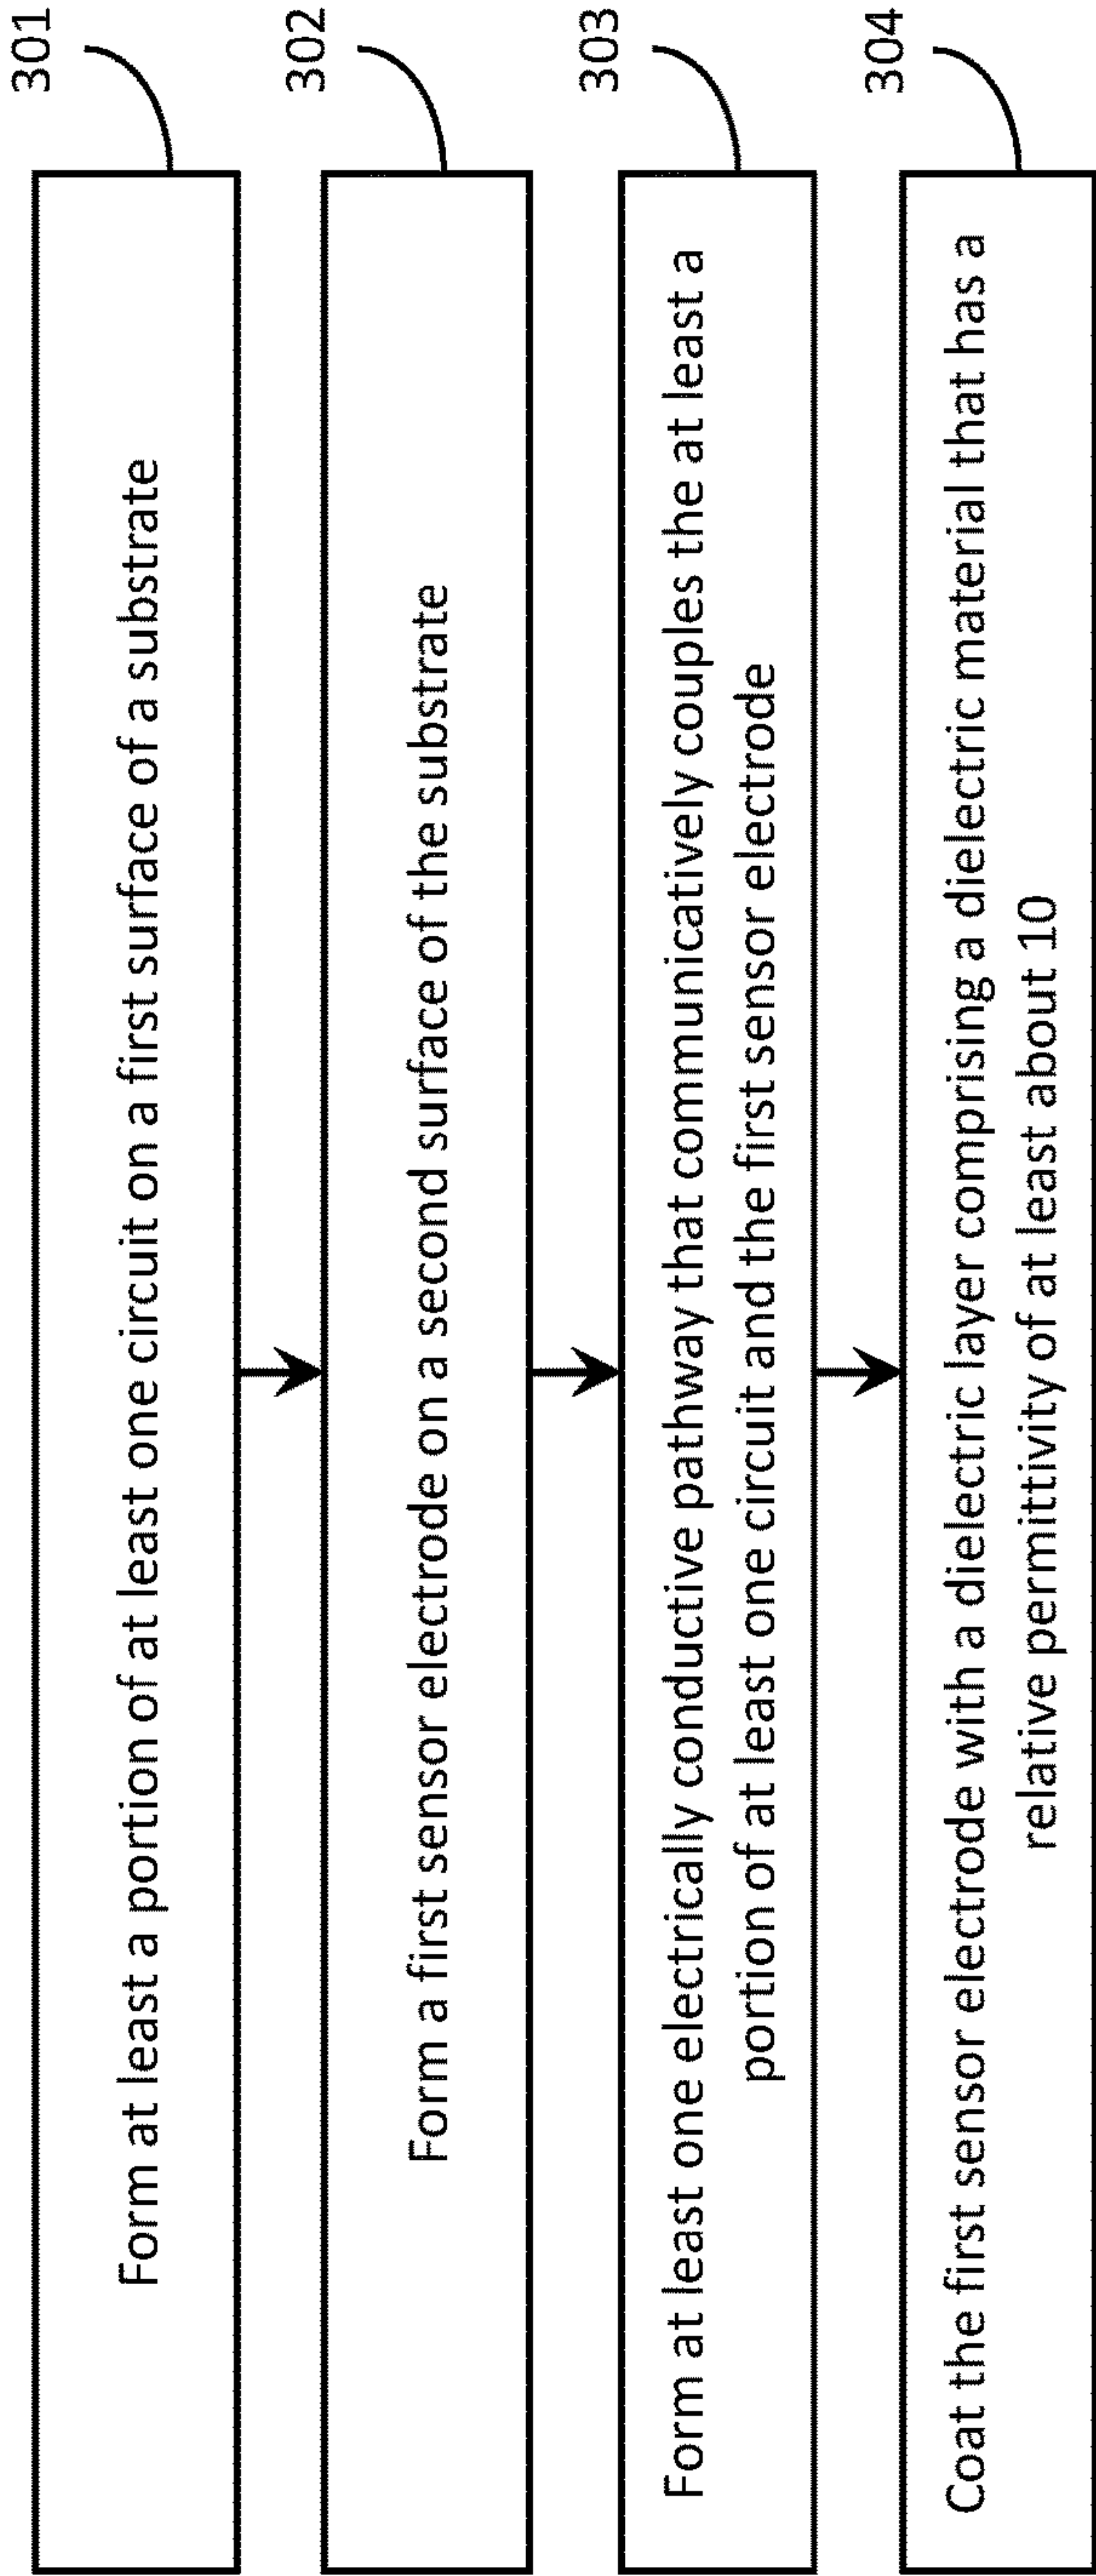 301
Form at least a portion of at least one circuit on a first surface of a substrate
302
Form a first sensor electrode on a second surface of the substrate
303
Form at least one electrically conductive pathway that communicatively couples the at least a
portion of at least one circuit and the first sensor electrode
304
Coat the first sensor electrode with a dielectric layer comprising a dielectric material that has a
relative permittivity of at least about 10